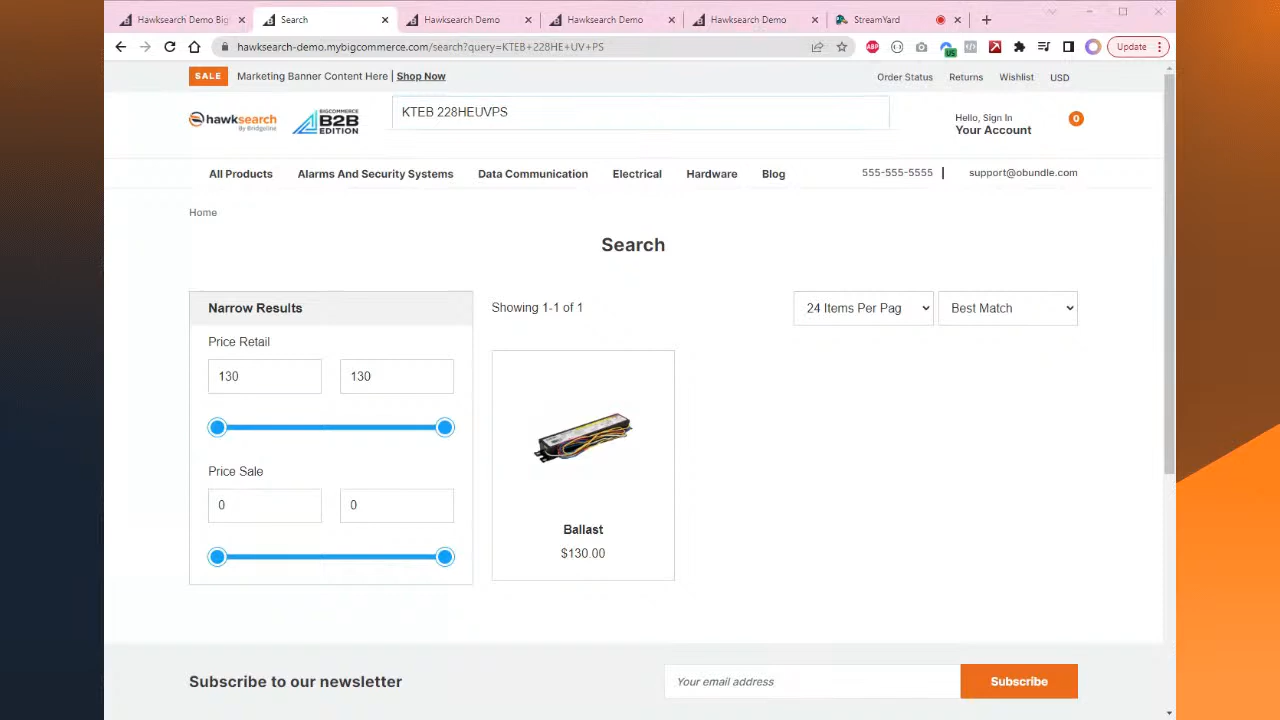 Hawksearch Demo Big
Search
Hawksearch Demo
Hawksearch Demo
Hawksearch Demo
StreamYard
hawksearch-demo.mybigcommerce.com/search?query=KTEB+228HE+UV+PS
ABP
US
Update
SALE
Marketing Banner Content Here | Shop Now
Order Status
Returns
Wishlist
USD
hawksearch
By Bridgeline
BIGCOMMERCE
B2B
EDITION
KTEB 228HEUVPS
Hello, Sign In
Your Account
0
All Products
Alarms And Security Systems
Data Communication
Electrical
Hardware
Blog
555-555-5555
support@obundle.com
Home
Search
Narrow Results
Showing 1-1 of 1
24 Items Per Pag
Best Match
Price Retail
130
130
Price Sale
0
0
Ballast
$130.00
Subscribe to our newsletter
Your email address
Subscribe